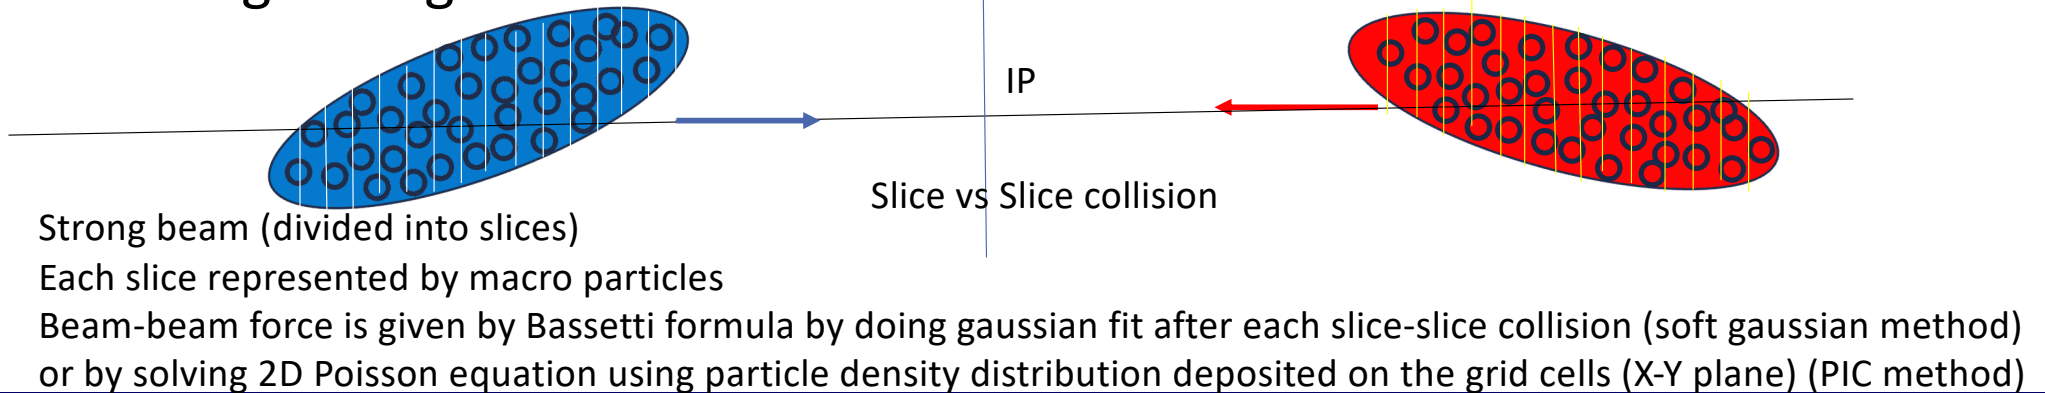 IP
Slice vs Slice collision
Strong beam (divided into slices)
Each slice represented by macro particles
Beam-beam force is given by Bassetti formula by doing gaussian fit after each slice-slice collision (soft gaussian method)
or by solving 2D Poisson equation using particle density distribution deposited on the grid cells (X-Y plane) (PIC method)